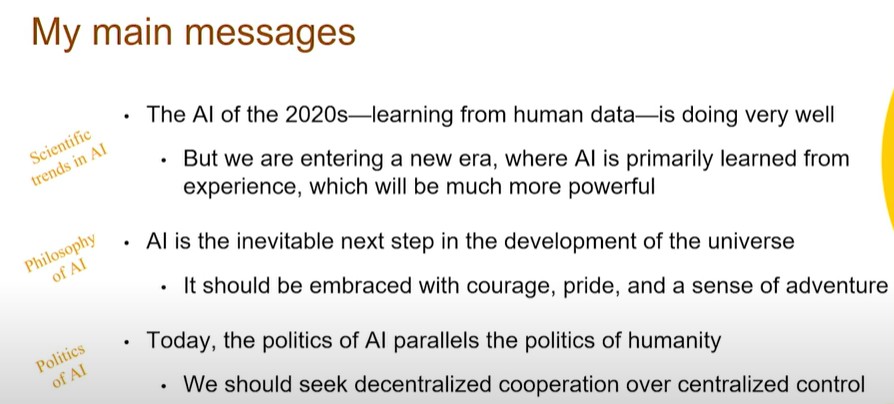 My main messages
Scientific
trends in AI
• The AI of the 2020s—learning from human data—is doing very well
• But we are entering a new era, where AI is primarily learned from
experience, which will be much more powerful
Philosophy
of AI
• AI is the inevitable next step in the development of the universe
• It should be embraced with courage, pride, and a sense of adventure
Politics
of AI
• Today, the politics of AI parallels the politics of humanity
• We should seek decentralized cooperation over centralized control